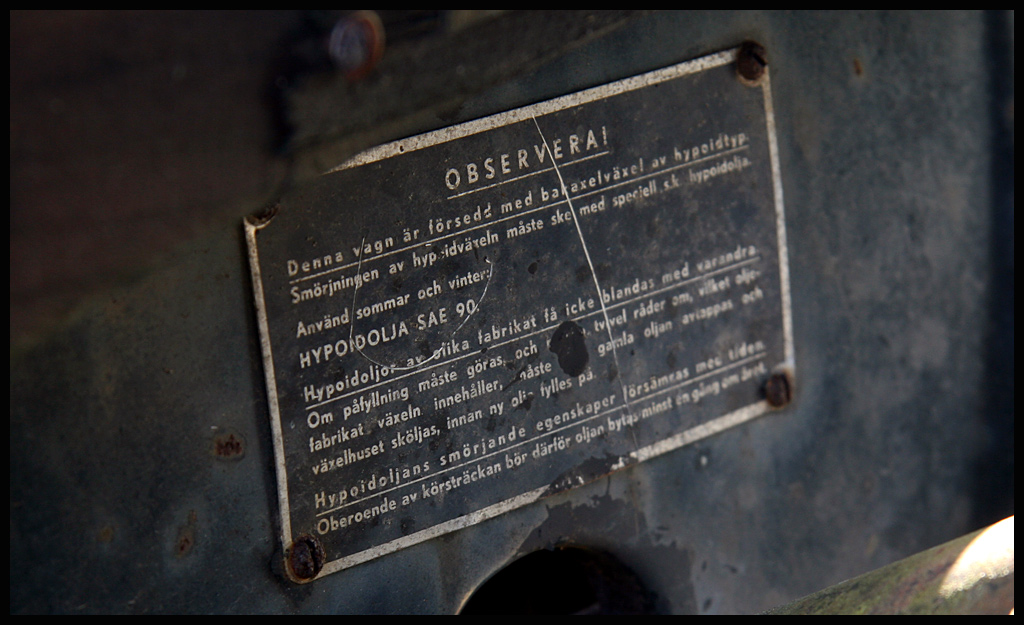 OBSERVERA!
Denna vagn är försedd med bakaxelväxel av hypoidtyp.
Smörjningen av hypoidväxeln måste ske med speciell s.k. hypoidolja.
Använd sommar och vinter:
HYPOIDOLJA SAE 90.
Hypoidoljor av olika fabrikat få icke blandas med varandra.
Om påfyllning måste göras, och tvivel råder om, vilket olje-
fabrikat växeln innehåller, måste gamla oljan avtappas och
växelhuset sköljas, innan ny olja fylles på.
Hypoidoljans smörjande egenskaper försämras med tiden.
Oberoende av körsträckan bör därför oljan bytas minst en gång om året.